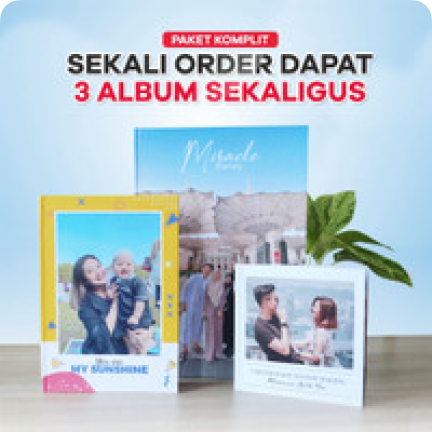 PAKET KOMPLIT
SEKALI ORDER DAPAT
3 ALBUM SEKALIGUS
Miracle
MY SUNSHINE